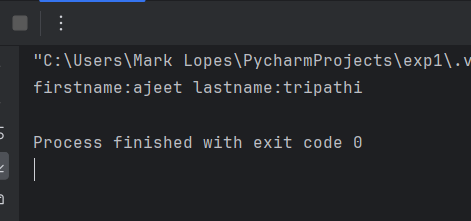 "C:\Users\Mark Lopes\PycharmProjects\exp1\.v
firstname:ajeet lastname:tripathi
Process finished with exit code 0